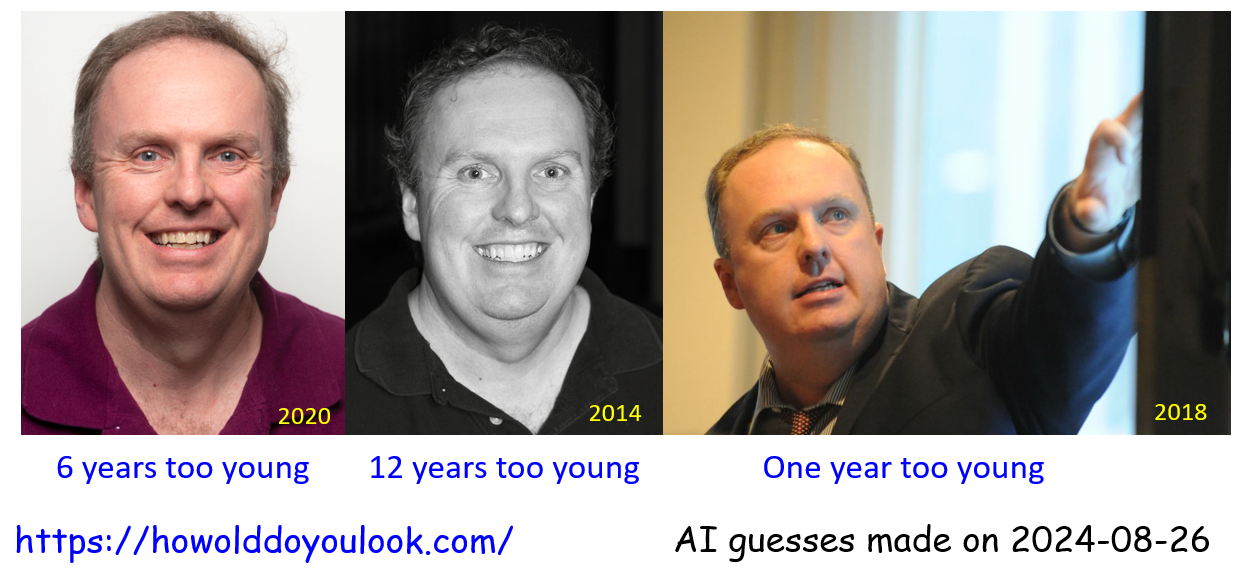 2020
2014
2018
6 years too young
12 years too young
One year too young
https://howolddoyoulook.com/
AI guesses made on 2024-08-26